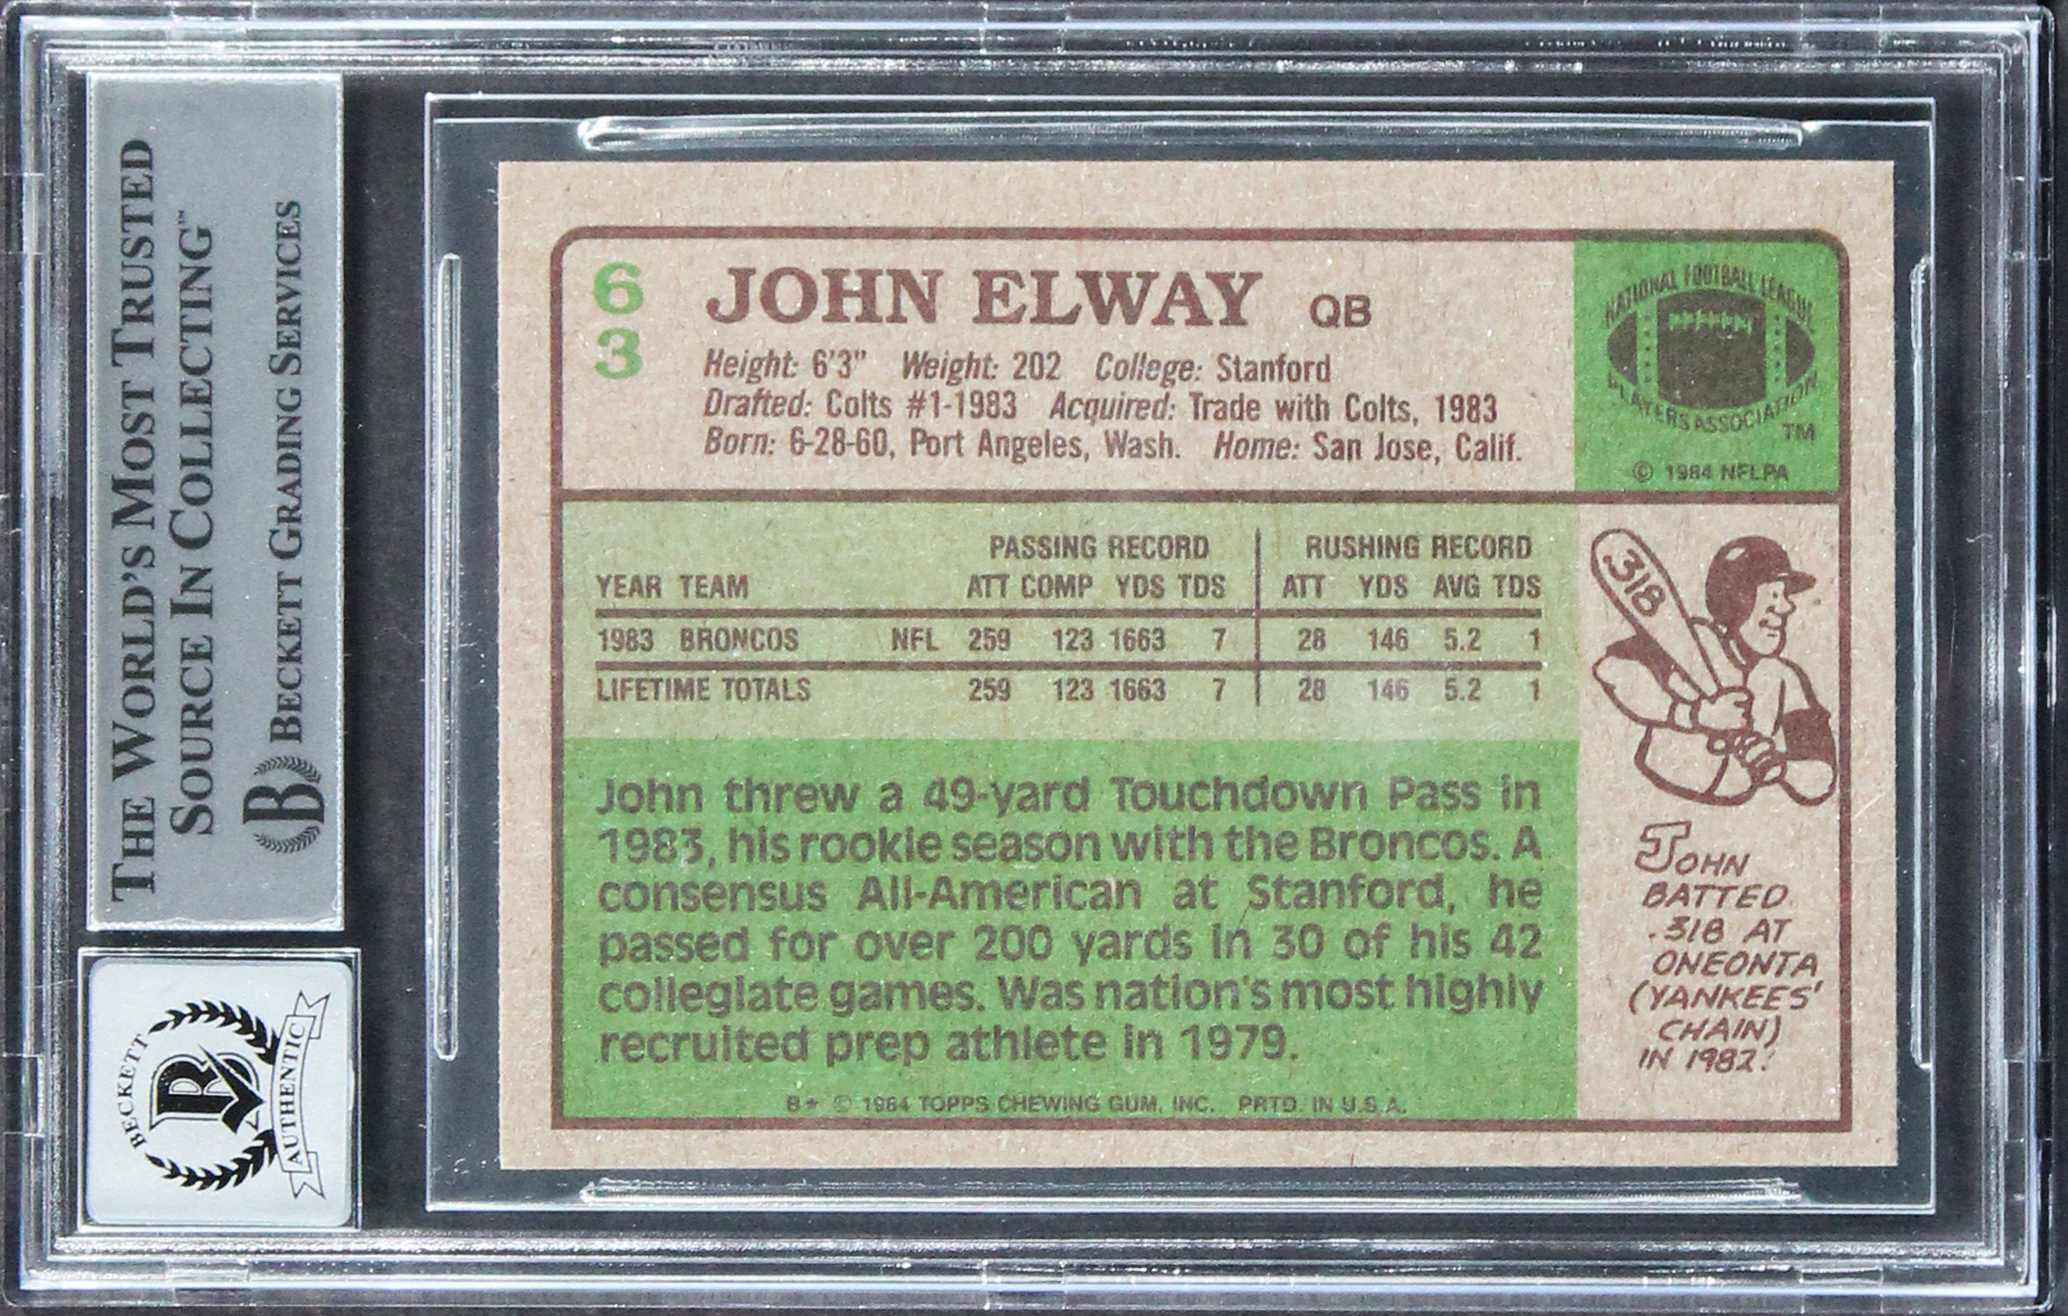 THE WORLD'S MOST TRUSTED
SOURCE IN COLLECTING™
BECKETT GRADING SERVICES
BECKETT
B
AUTHENTIC
63
JOHN ELWAY QB
Height: 6'3" Weight: 202 College: Stanford
Drafted: Colts #1-1983 Acquired: Trade with Colts, 1983
Born: 6-28-60, Port Angeles, Wash. Home: San Jose, Calif.
NATIONAL FOOTBALL LEAGUE
PLAYERS ASSOCIATION
TM
© 1984 NFLPA
PASSING RECORD RUSHING RECORD
YEAR TEAM ATT COMP YDS TDS ATT YDS AVG TDS
1983 BRONCOS NFL 259 123 1663 7 28 146 5.2 1
LIFETIME TOTALS 259 123 1663 7 28 146 5.2 1
John threw a 49-yard Touchdown Pass in
1983, his rookie season with the Broncos. A
consensus All-American at Stanford, he
passed for over 200 yards in 30 of his 42
collegiate games. Was nation's most highly
recruited prep athlete in 1979.
B* © 1984 TOPPS CHEWING GUM, INC. PRTD. IN U.S.A.
.318
JOHN
BATTED
.318 AT
ONEONTA
(YANKEES'
CHAIN)
IN 1982.